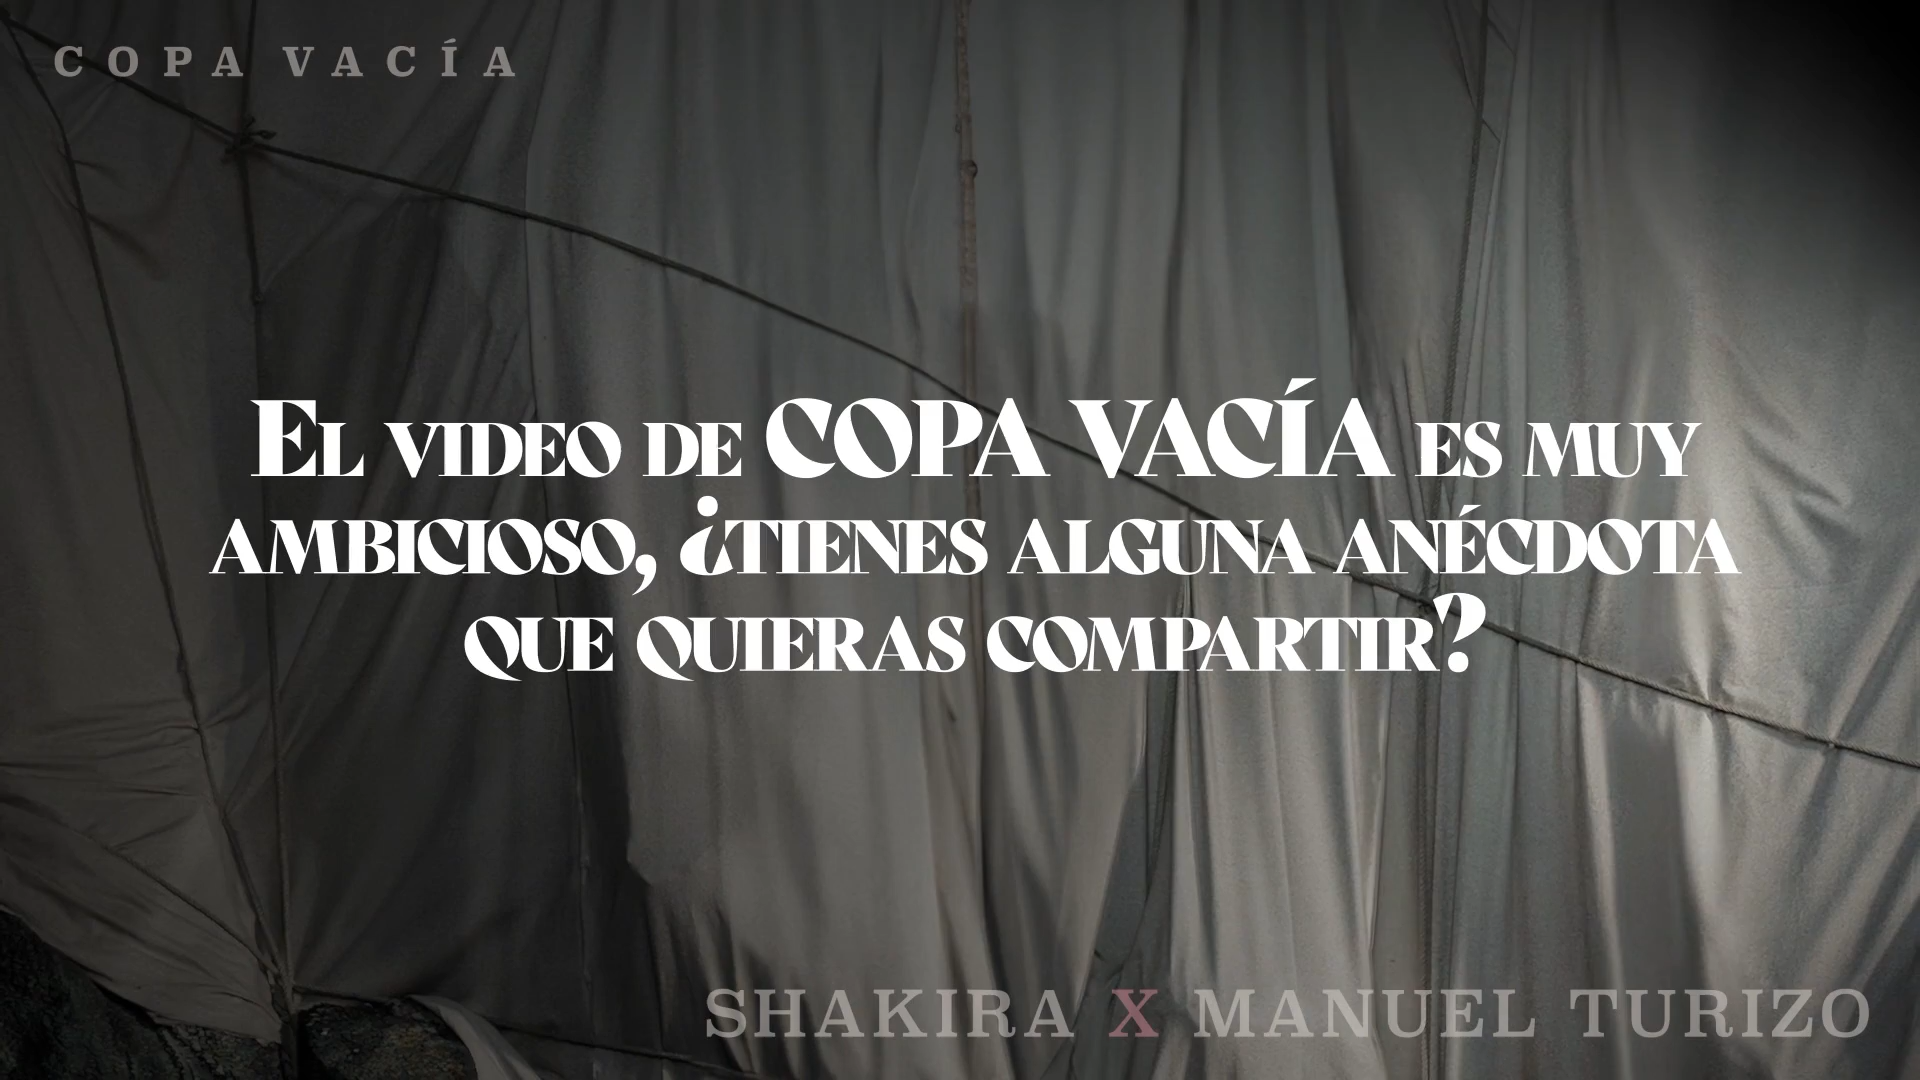 COPA VACÍA
El video de COPA VACÍA es muy
ambicioso, ¿tienes alguna anécdota
que quieras compartir?
SHAKIRA X MANUEL TURIZO